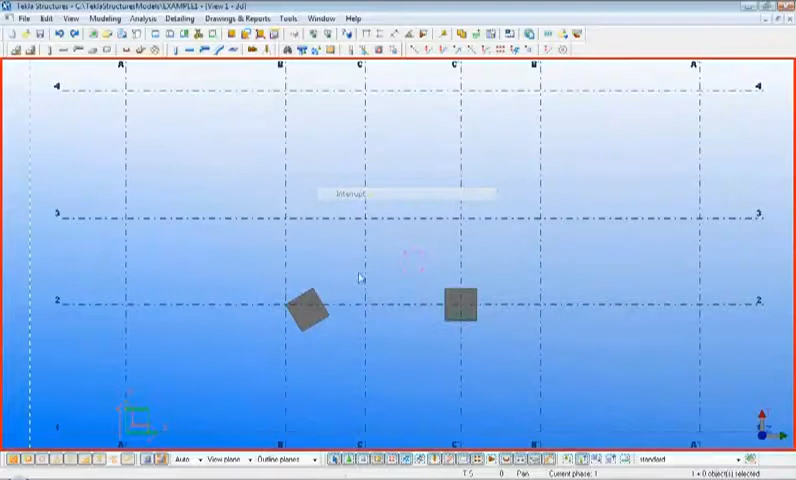 Tekla Structures - C:\TeklaStructuresModels\EXAMPLE1 - [View 1 - 3d]
File Edit View Modeling Analysis Detailing Drawings & Reports Tools Window Help
A B C C' B' A'
4 4
Interrupt
3 3
2 2
1
A B C C' B' A'
Auto View plane Outline planes standard
T S 0 Pan Current phase: 1 1 + 0 object(s) selected